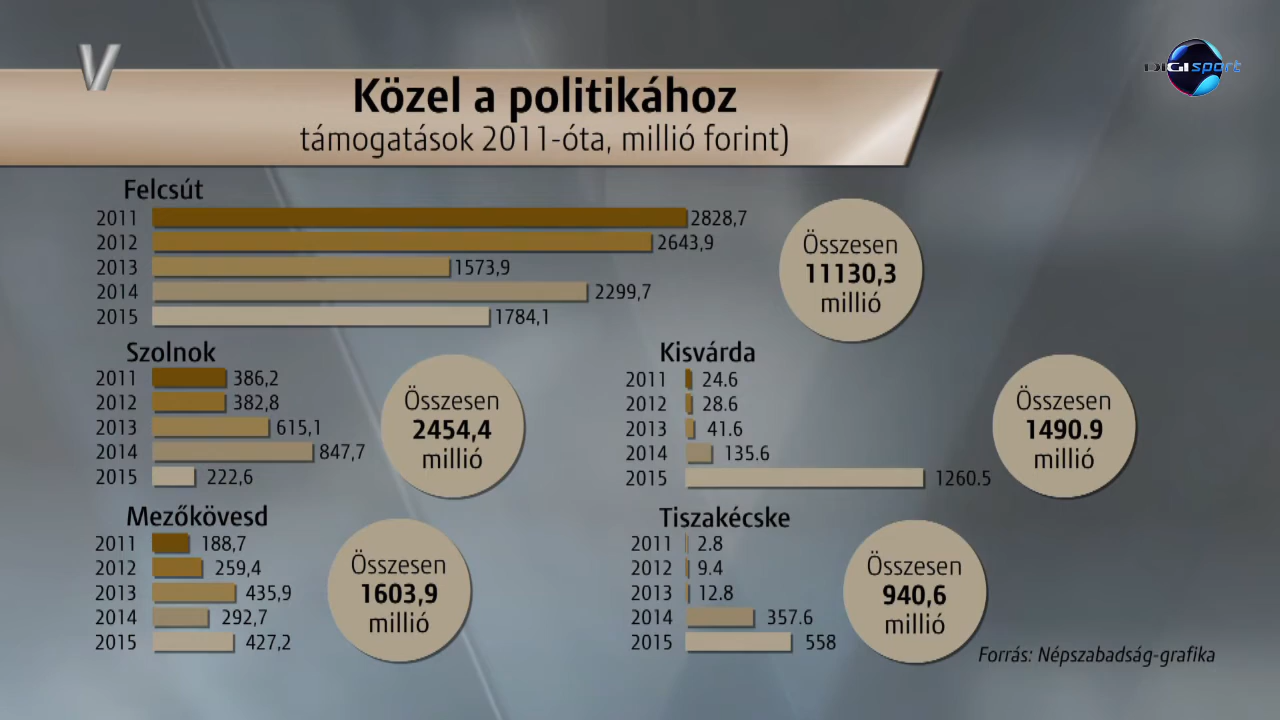 V
DIGI sport
Közel a politikához
támogatások 2011-óta, millió forint)
Felcsút
2011 2828,7
2012 2643,9
2013 1573,9
2014 2299,7
2015 1784,1
Összesen
11130,3
millió
Szolnok
2011 386,2
2012 382,8
2013 615,1
2014 847,7
2015 222,6
Összesen
2454,4
millió
Kisvárda
2011 24.6
2012 28.6
2013 41.6
2014 135.6
2015 1260.5
Összesen
1490.9
millió
Mezőkövesd
2011 188,7
2012 259,4
2013 435,9
2014 292,7
2015 427,2
Összesen
1603,9
millió
Tiszakécske
2011 2.8
2012 9.4
2013 12.8
2014 357.6
2015 558
Összesen
940,6
millió
Forrás: Népszabadság-grafika